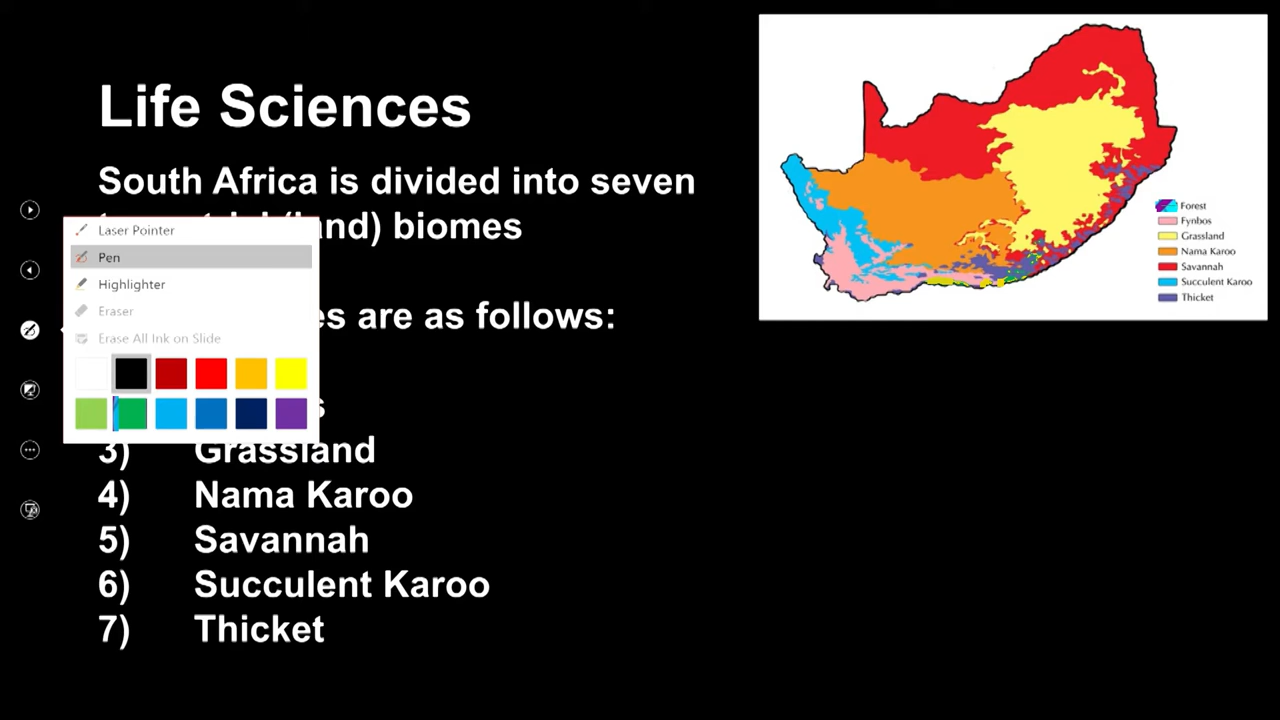 Life Sciences
South Africa is divided into seven
(land) biomes
es are as follows:
s
3) Grassland
4) Nama Karoo
5) Savannah
6) Succulent Karoo
7) Thicket
Laser Pointer
Pen
Highlighter
Eraser
Erase All Ink on Slide
Forest
Fynbos
Grassland
Nama Karoo
Savannah
Succulent Karoo
Thicket